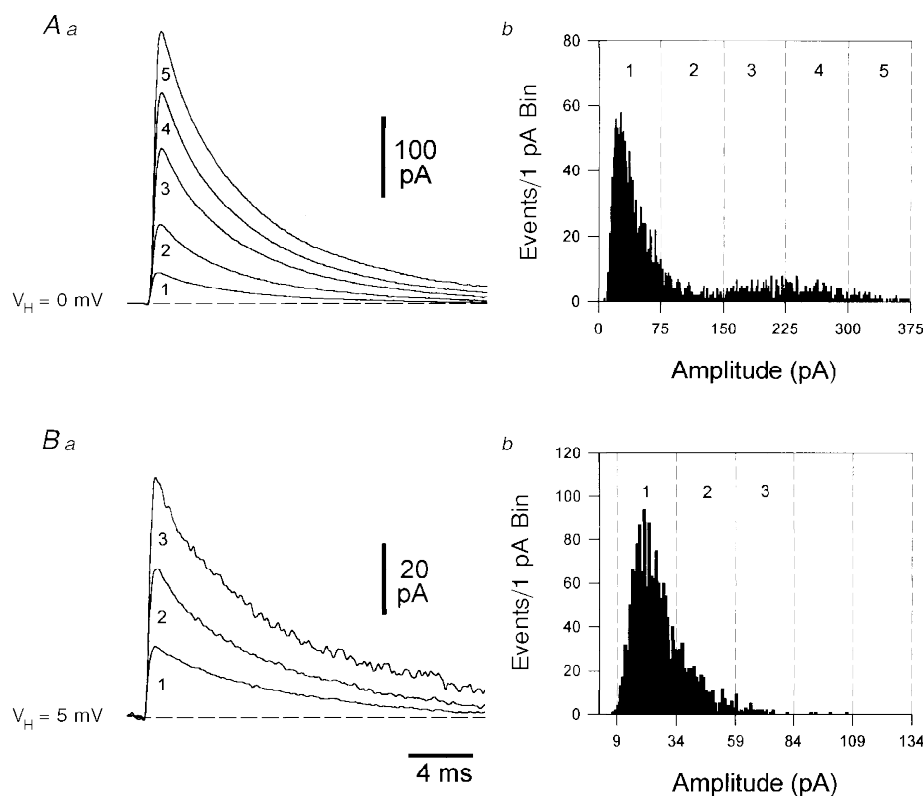 A a
5
4
3
2
1
100
pA
V_H = 0 mV
b
80
60
40
20
0
Events/1 pA Bin
1 2 3 4 5
0 75 150 225 300 375
Amplitude (pA)
B a
3
2
1
20
pA
V_H = 5 mV
4 ms
b
120
100
80
60
40
20
0
Events/1 pA Bin
1 2 3
9 34 59 84 109 134
Amplitude (pA)